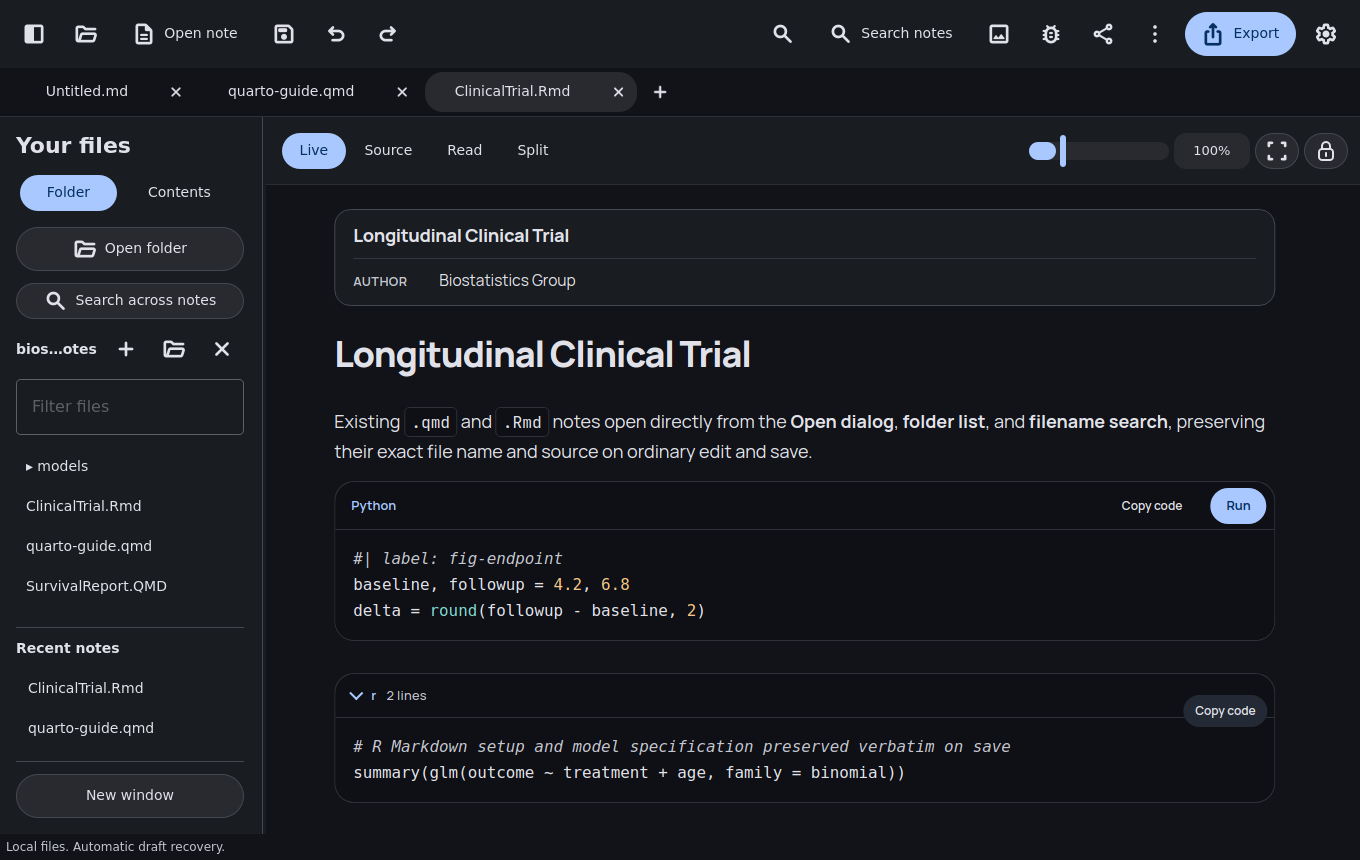 Open note
Search notes
Export
Untitled.md
quarto-guide.qmd
ClinicalTrial.Rmd
Your files
Folder
Contents
Open folder
Search across notes
bios...otes
Filter files
▸ models
ClinicalTrial.Rmd
quarto-guide.qmd
SurvivalReport.QMD
Recent notes
ClinicalTrial.Rmd
quarto-guide.qmd
New window
Live
Source
Read
Split
100%
Longitudinal Clinical Trial
AUTHOR Biostatistics Group
Longitudinal Clinical Trial
Existing .qmd and .Rmd notes open directly from the Open dialog, folder list, and filename search, preserving
their exact file name and source on ordinary edit and save.
Python
Copy code
Run
#| label: fig-endpoint
baseline, followup = 4.2, 6.8
delta = round(followup - baseline, 2)
r 2 lines
Copy code
# R Markdown setup and model specification preserved verbatim on save
summary(glm(outcome ~ treatment + age, family = binomial))
Local files. Automatic draft recovery.